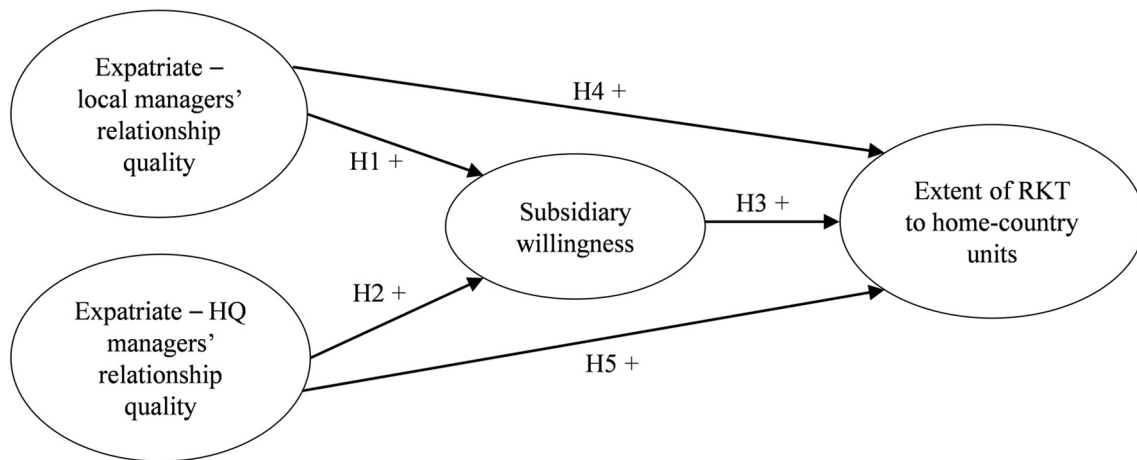 Expatriate –
local managers’
relationship
quality
H4 +
H1 +
Subsidiary
willingness
H3 +
Extent of RKT
to home-country
units
Expatriate – HQ
managers’
relationship
quality
H2 +
H5 +